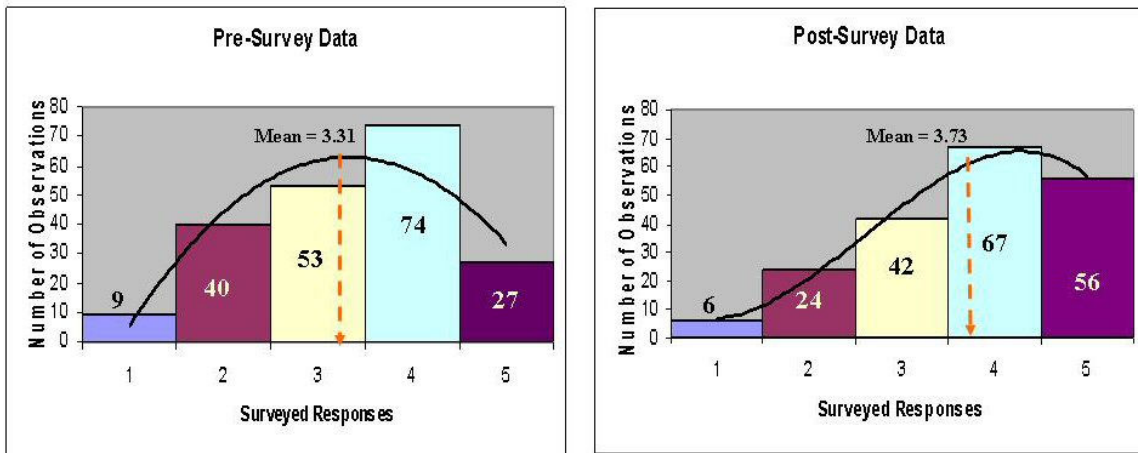 Pre-Survey Data
Number of Observations
80
70
60
50
40
30
20
10
0
Mean = 3.31
9
40
53
74
27
1 2 3 4 5
Surveyed Responses
Post-Survey Data
Number of Observations
80
70
60
50
40
30
20
10
0
Mean = 3.73
6
24
42
67
56
1 2 3 4 5
Surveyed Responses